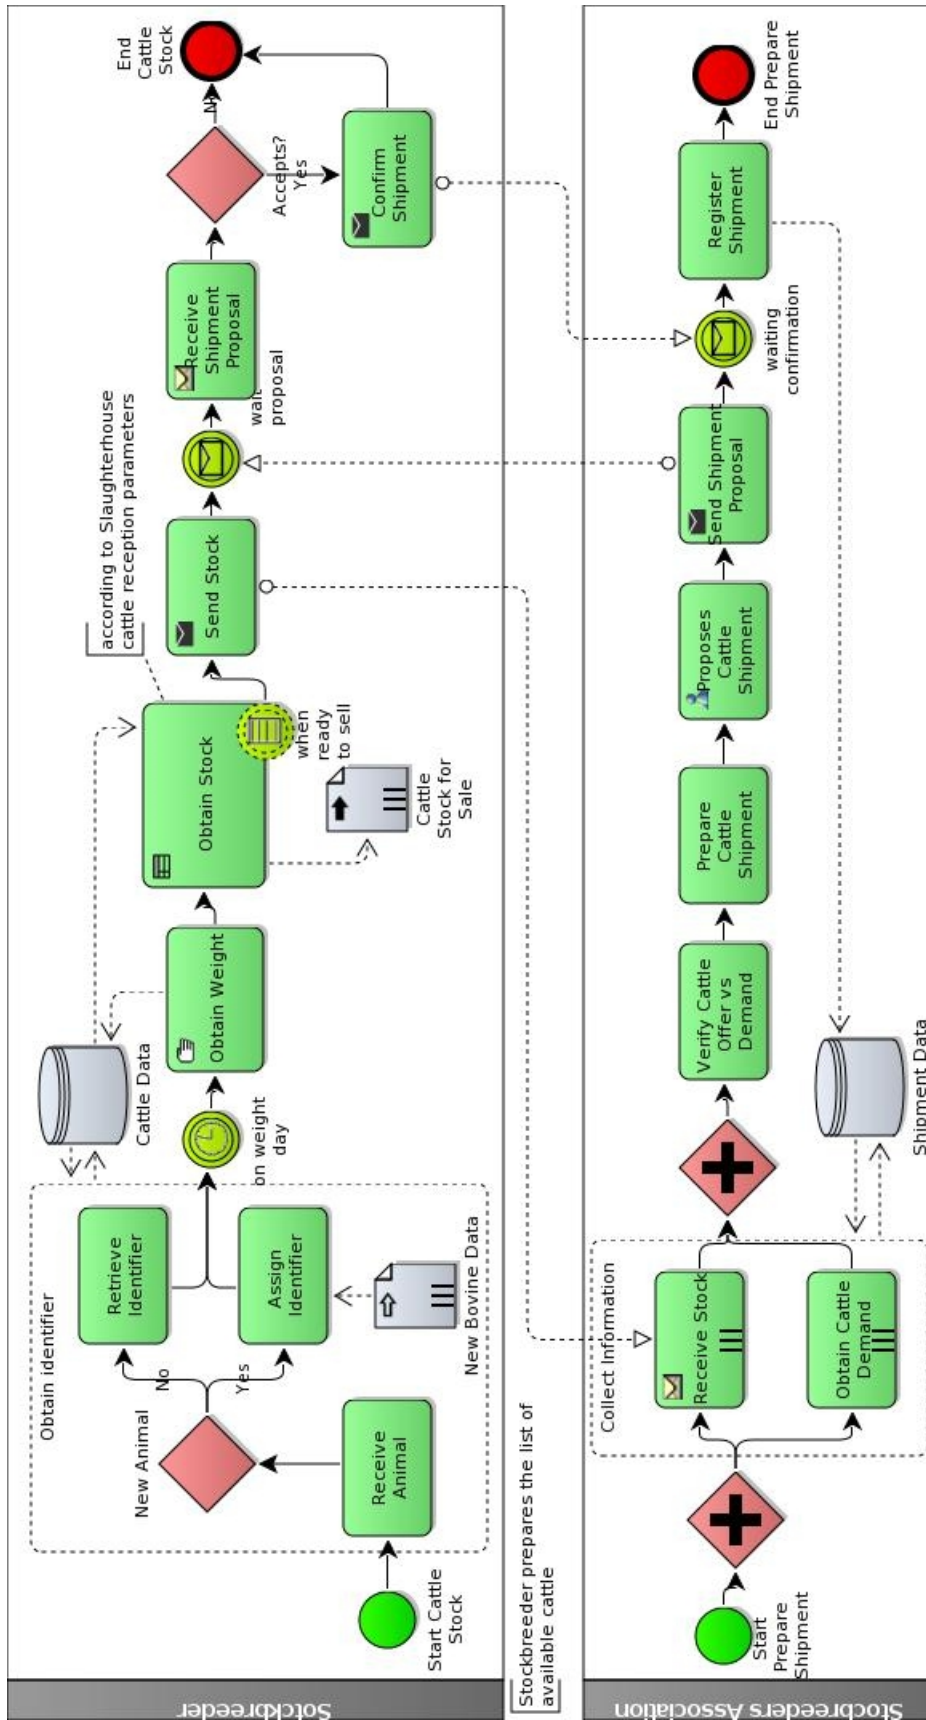 Sotckbreeder
Start Cattle
Stock
Obtain identifier
Receive
Animal
New Animal
No
Yes
Retrieve
Identifier
Assign
Identifier
New Bovine Data
Cattle Data
on weight
day
Obtain Weight
Obtain Stock
when
ready
to sell
Cattle
Stock for
Sale
according to Slaughterhouse
cattle reception parameters
Send Stock
wait
proposal
Receive
Shipment
Proposal
Accepts?
Yes
Confirm
Shipment
End
Cattle
Stock
Stockbreeder prepares the list of
available cattle
Stocbreeders Association
Start
Prepare
Shipment
Collect Information
Receive Stock
Obtain Cattle
Demand
Shipment Data
Verify Cattle
Offer vs
Demand
Prepare
Cattle
Shipment
Proposes
Cattle
Shipment
Send Shipment
Proposal
waiting
confirmation
Register
Shipment
End Prepare
Shipment